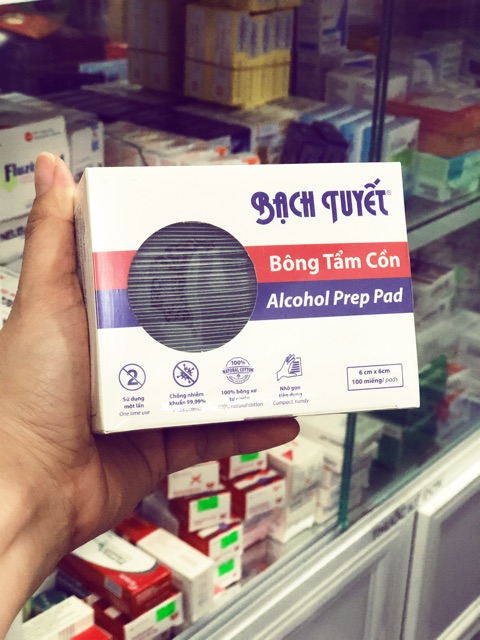 BẠCH TUYẾT®
Bông Tẩm Cồn
Alcohol Prep Pad
2
Sử dụng
một lần
One time use
Chống nhiễm
khuẩn 99,99%
100%
NATURAL COTTON
100% bông xơ
tự nhiên
100% natural cotton
Nhỏ gọn
tiện dụng
Compact, handy
6 cm x 6cm
100 miếng/ pads